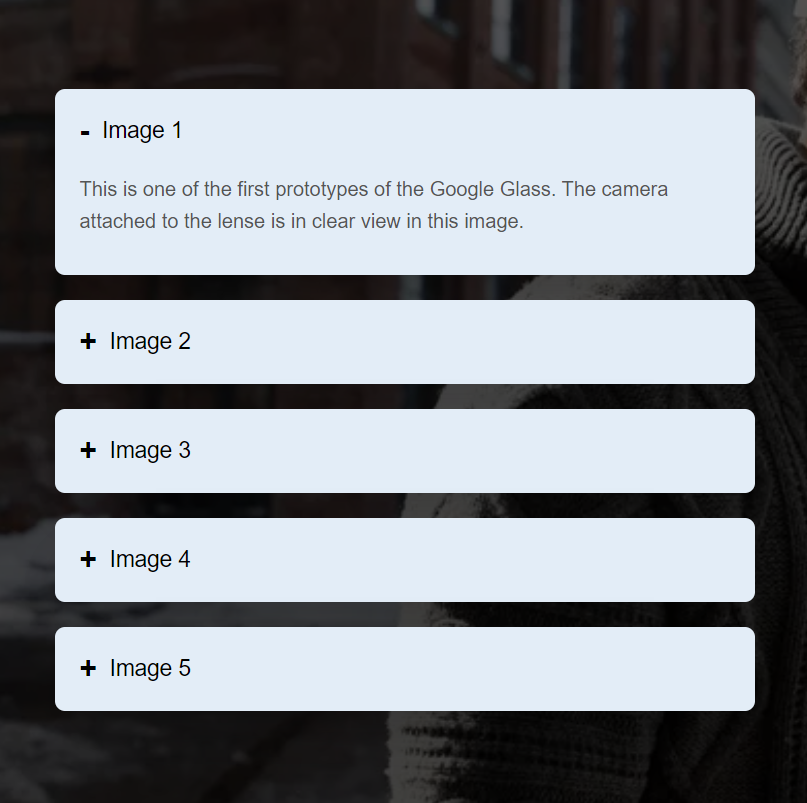 - Image 1
This is one of the first prototypes of the Google Glass. The camera
attached to the lense is in clear view in this image.
+ Image 2
+ Image 3
+ Image 4
+ Image 5